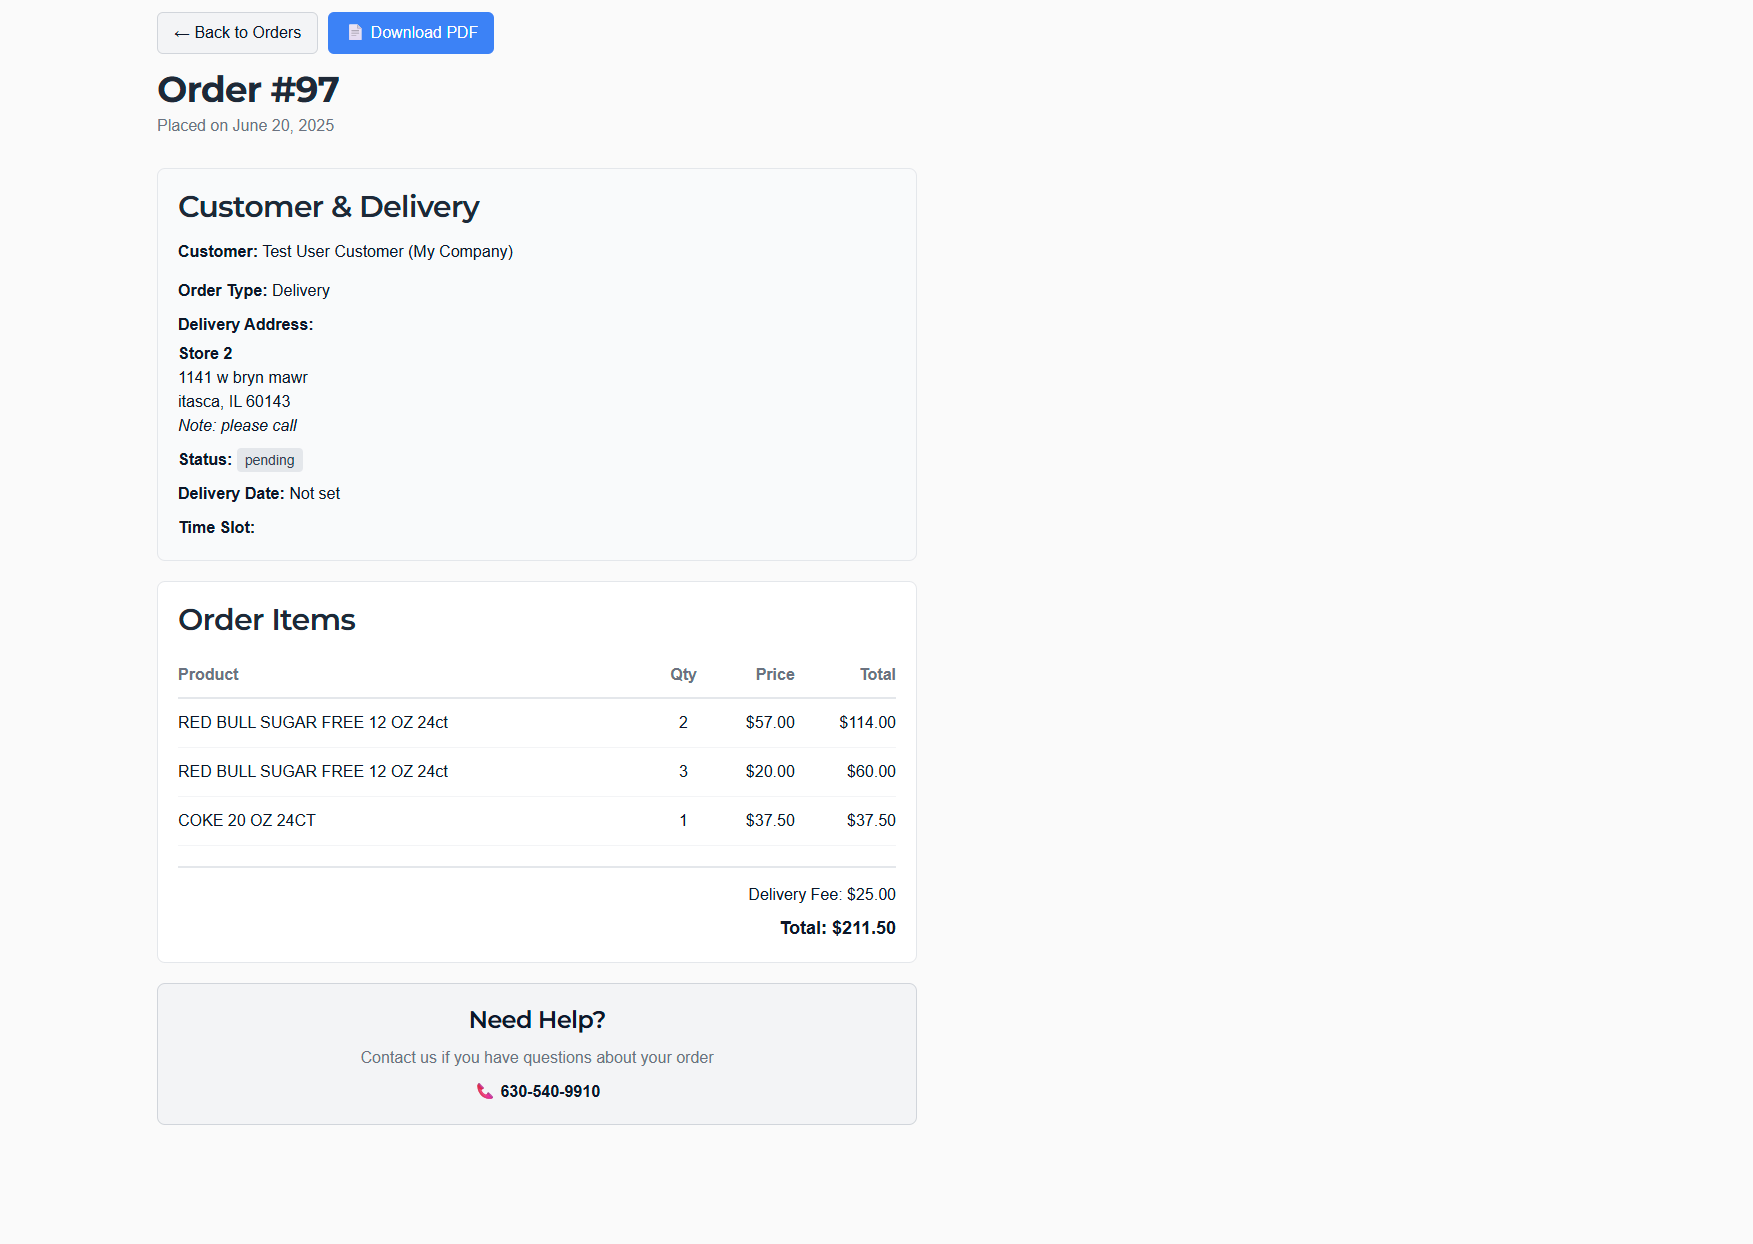 ← Back to Orders
📄 Download PDF
Order #97
Placed on June 20, 2025
Customer & Delivery
Customer: Test User Customer (My Company)
Order Type: Delivery
Delivery Address:
Store 2
1141 w bryn mawr
itasca, IL 60143
Note: please call
Status: pending
Delivery Date: Not set
Time Slot:
Order Items
Product Qty Price Total
RED BULL SUGAR FREE 12 OZ 24ct 2 $57.00 $114.00
RED BULL SUGAR FREE 12 OZ 24ct 3 $20.00 $60.00
COKE 20 OZ 24CT 1 $37.50 $37.50
Delivery Fee: $25.00
Total: $211.50
Need Help?
Contact us if you have questions about your order
📞 630-540-9910